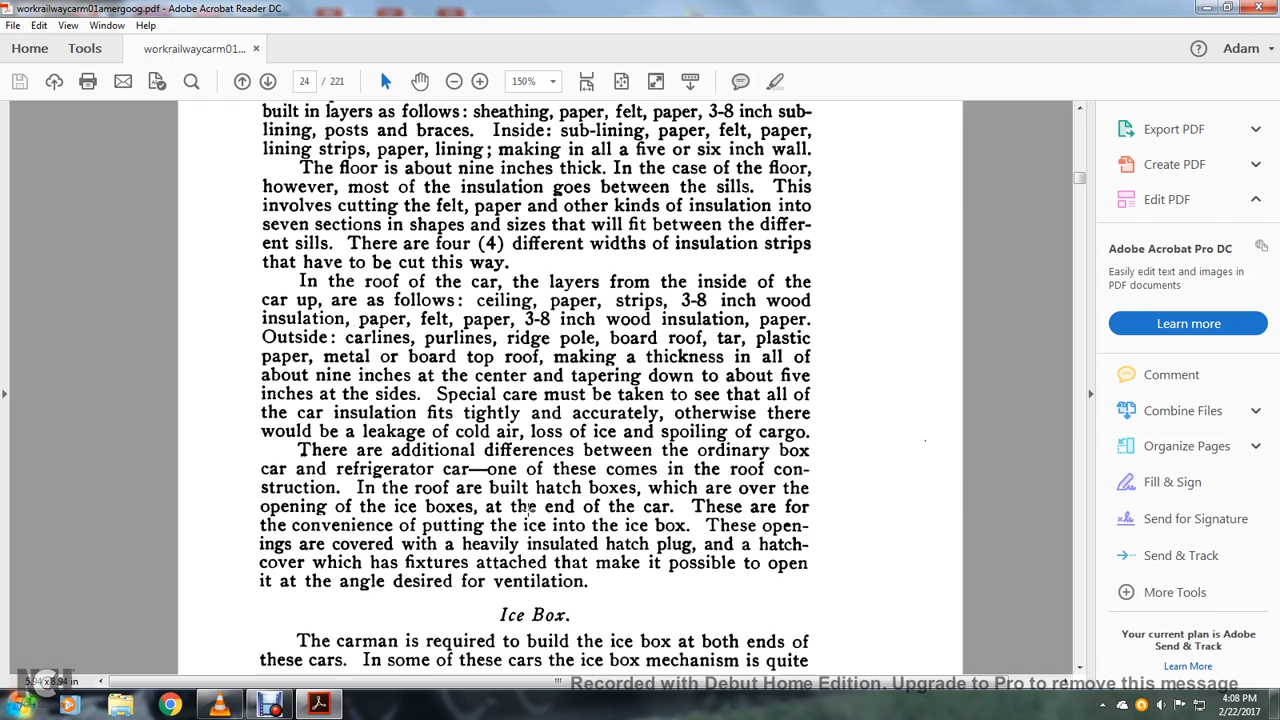 workrailwaycarm01amergoog.pdf - Adobe Acrobat Reader DC
File Edit View Window Help
Home Tools workrailwaycarm01... × Adam
24 / 221 150%
built in layers as follows: sheathing, paper, felt, paper, 3-8 inch sub-
lining, posts and braces. Inside: sub-lining, paper, felt, paper,
lining strips, paper, lining; making in all a five or six inch wall.
The floor is about nine inches thick. In the case of the floor,
however, most of the insulation goes between the sills. This
involves cutting the felt, paper and other kinds of insulation into
seven sections in shapes and sizes that will fit between the differ-
ent sills. There are four (4) different widths of insulation strips
that have to be cut this way.
In the roof of the car, the layers from the inside of the
car up, are as follows: ceiling, paper, strips, 3-8 inch wood
insulation, paper, felt, paper, 3-8 inch wood insulation, paper.
Outside: carlines, purlines, ridge pole, board roof, tar, plastic
paper, metal or board top roof, making a thickness in all of
about nine inches at the center and tapering down to about five
inches at the sides. Special care must be taken to see that all of
the car insulation fits tightly and accurately, otherwise there
would be a leakage of cold air, loss of ice and spoiling of cargo.
There are additional differences between the ordinary box
car and refrigerator car—one of these comes in the roof con-
struction. In the roof are built hatch boxes, which are over the
opening of the ice boxes, at the end of the car. These are for
the convenience of putting the ice into the ice box. These open-
ings are covered with a heavily insulated hatch plug, and a hatch-
cover which has fixtures attached that make it possible to open
it at the angle desired for ventilation.
Ice Box.
The carman is required to build the ice box at both ends of
these cars. In some of these cars the ice box mechanism is quite
Export PDF
Create PDF
Edit PDF
Adobe Acrobat Pro DC
Easily edit text and images in
PDF documents
Learn more
Comment
Combine Files
Organize Pages
Fill & Sign
Send for Signature
Send & Track
More Tools
Your current plan is Adobe
Send & Track
Learn More
5.94 x 8.94 in
Recorded with Debut Home Edition. Upgrade to Pro to remove this message
4:08 PM
2/22/2017